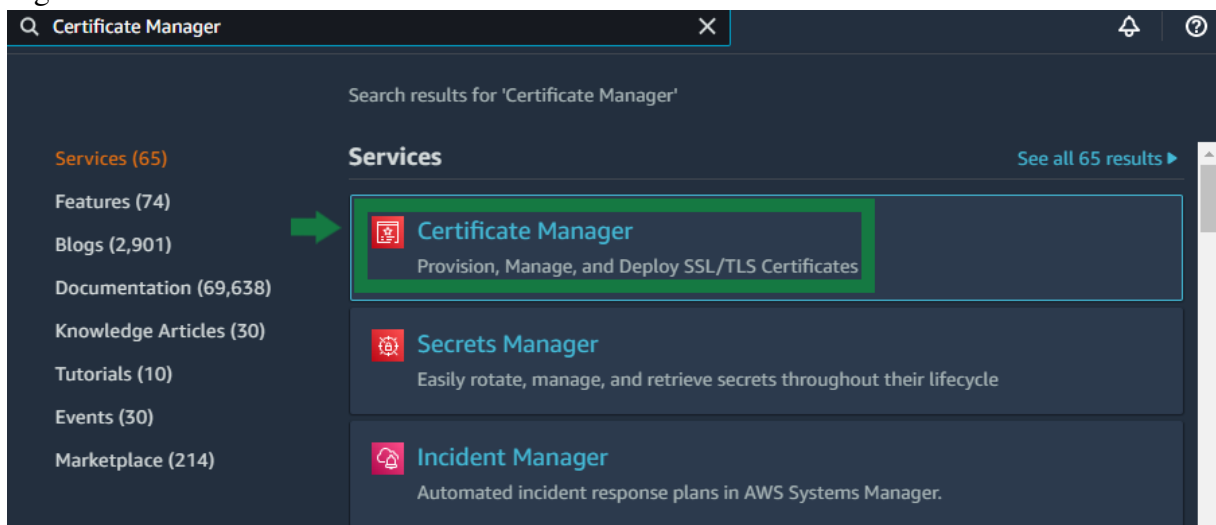 Certificate Manager
Search results for 'Certificate Manager'
Services (65)
Features (74)
Blogs (2,901)
Documentation (69,638)
Knowledge Articles (30)
Tutorials (10)
Events (30)
Marketplace (214)
Services
See all 65 results
Certificate Manager
Provision, Manage, and Deploy SSL/TLS Certificates
Secrets Manager
Easily rotate, manage, and retrieve secrets throughout their lifecycle
Incident Manager
Automated incident response plans in AWS Systems Manager.